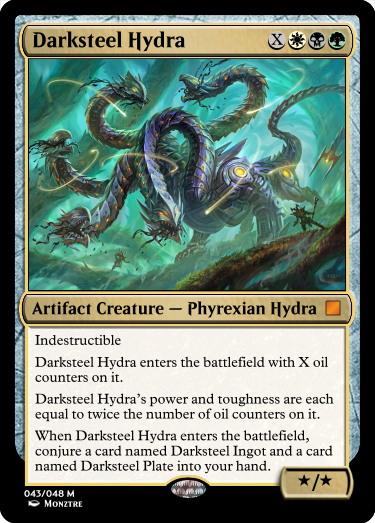 Darksteel Hydra X
Artifact Creature — Phyrexian Hydra
Indestructible
Darksteel Hydra enters the battlefield with X oil
counters on it.
Darksteel Hydra's power and toughness are each
equal to twice the number of oil counters on it.
When Darksteel Hydra enters the battlefield,
conjure a card named Darksteel Ingot and a card
named Darksteel Plate into your hand.
★/★
043/048 M
Monztre